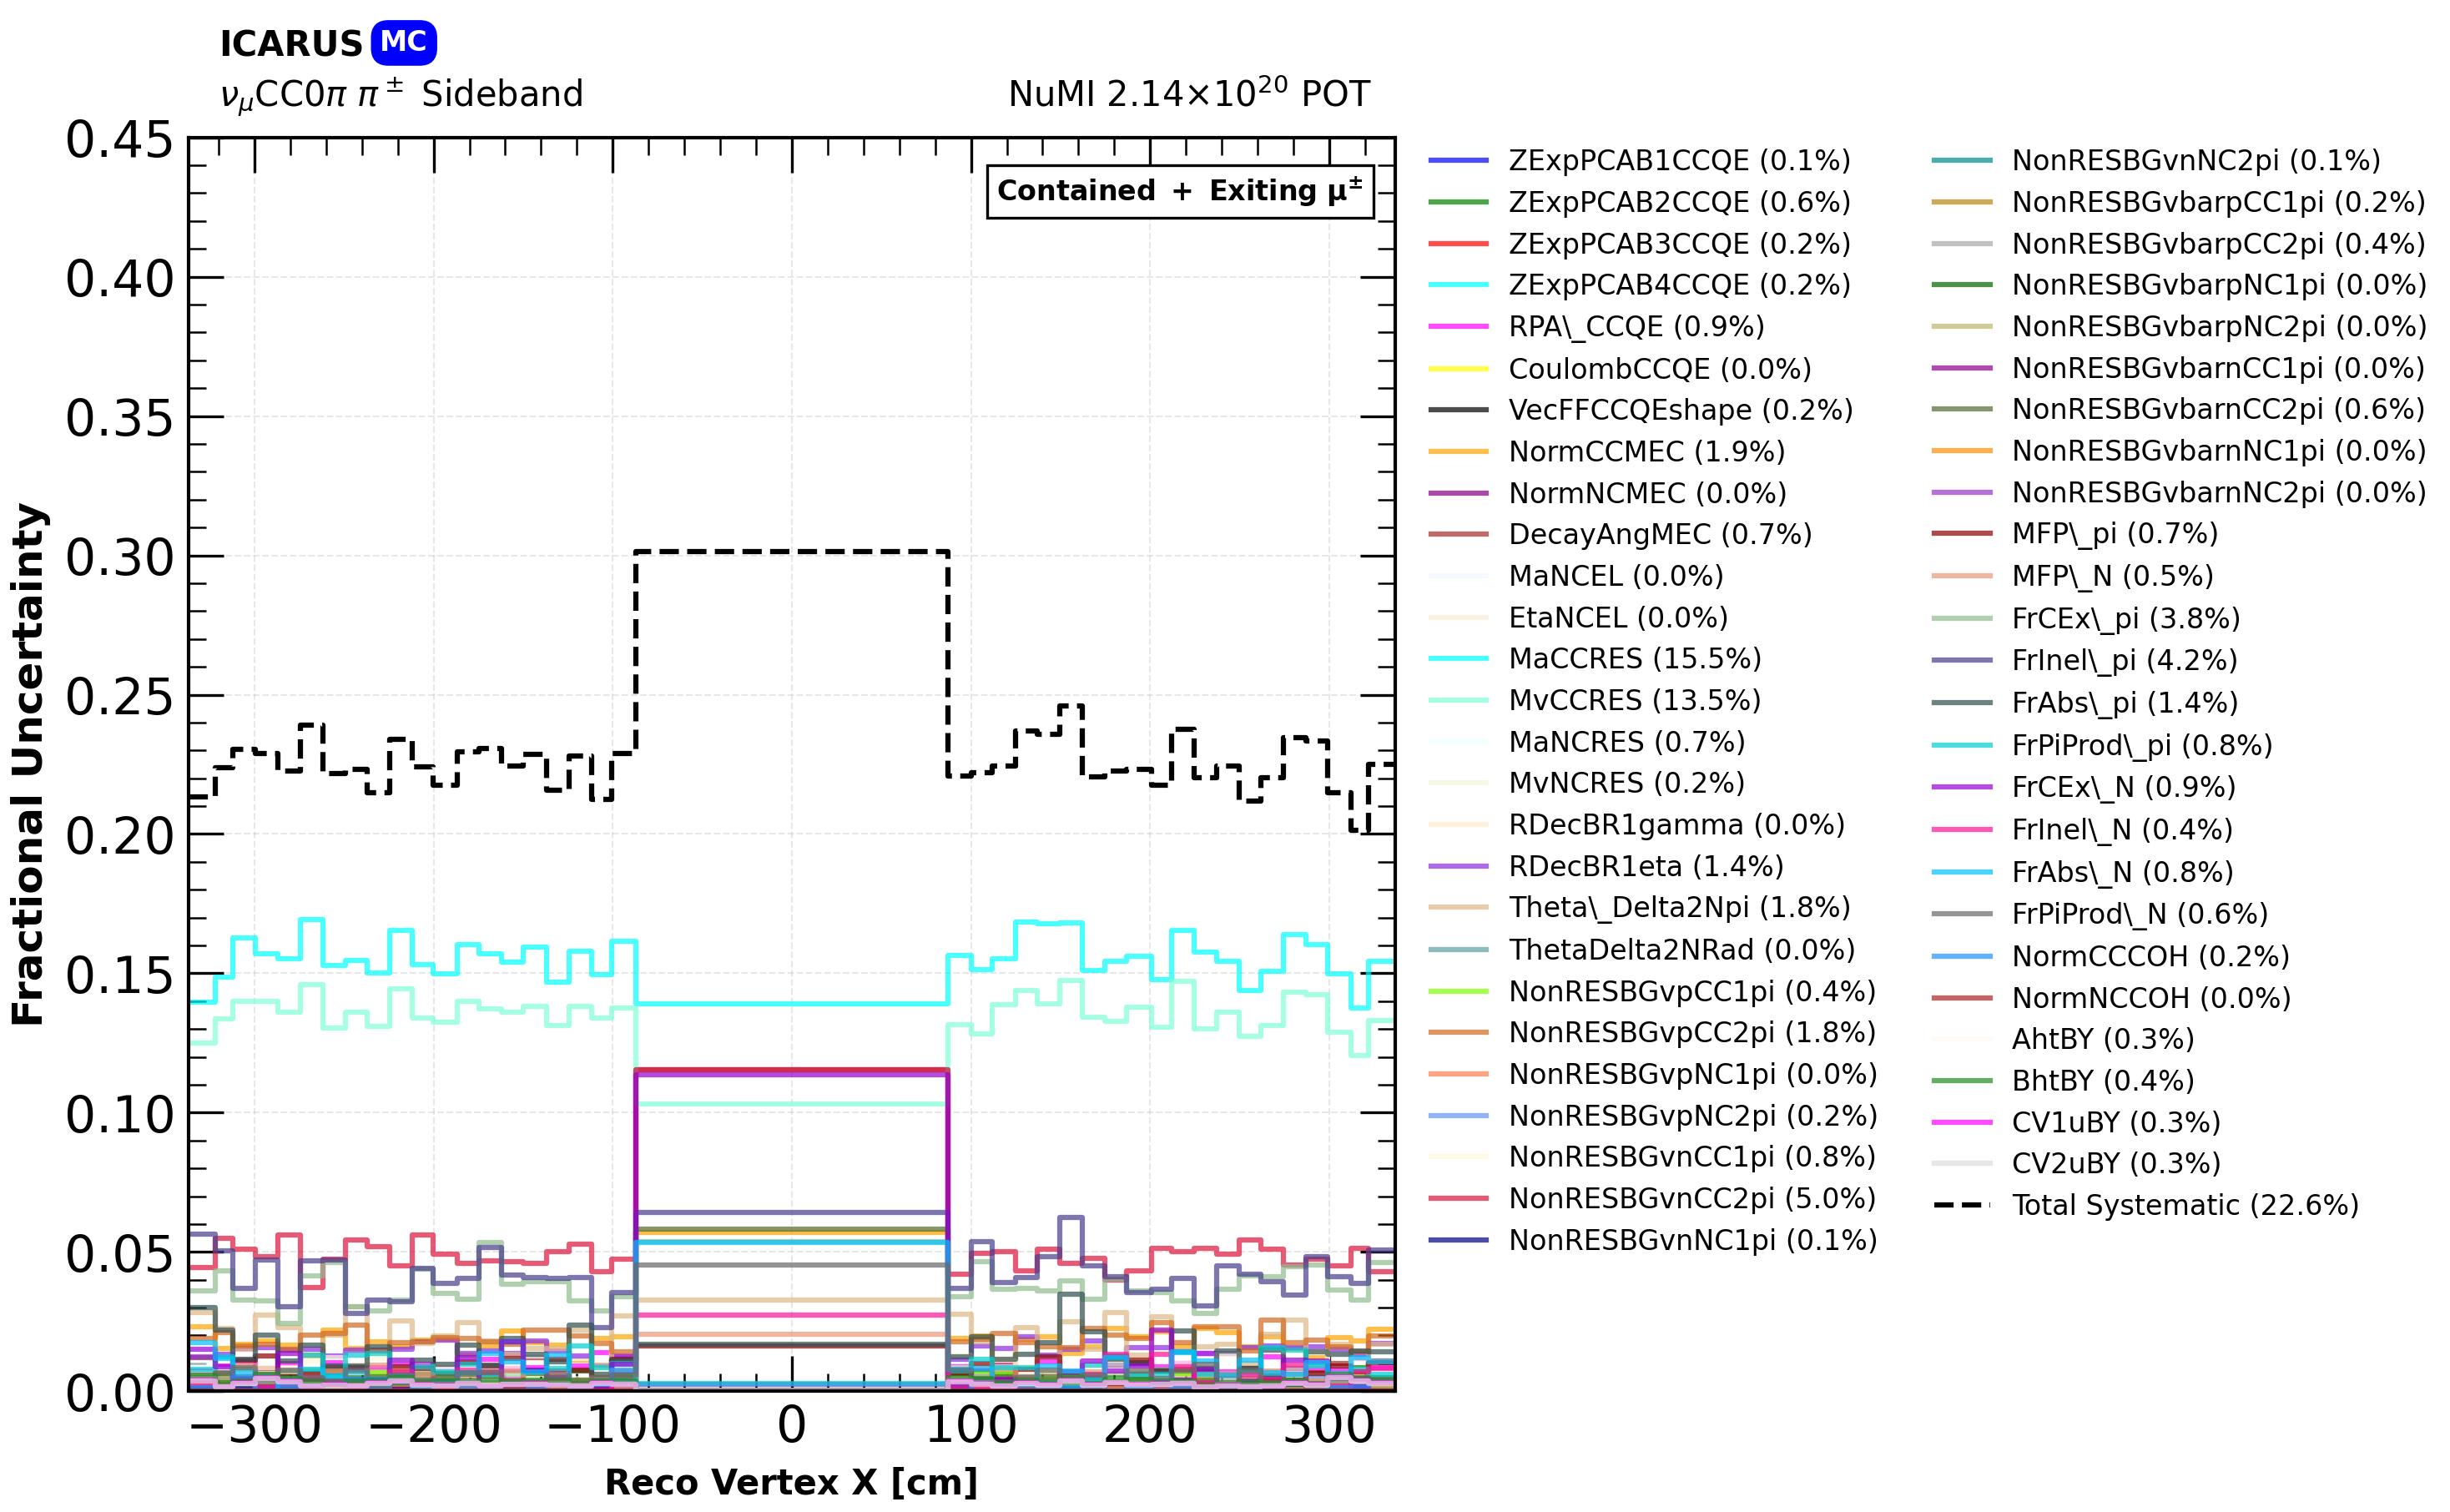 ICARUS MC
νμCC0π π± Sideband NuMI 2.14×10²⁰ POT
Contained + Exiting μ±
Fractional Uncertainty
0.45
0.40
0.35
0.30
0.25
0.20
0.15
0.10
0.05
0.00
−300 −200 −100 0 100 200 300
Reco Vertex X [cm]
ZExpPCAB1CCQE (0.1%)
ZExpPCAB2CCQE (0.6%)
ZExpPCAB3CCQE (0.2%)
ZExpPCAB4CCQE (0.2%)
RPA\_CCQE (0.9%)
CoulombCCQE (0.0%)
VecFFCCQEshape (0.2%)
NormCCMEC (1.9%)
NormNCMEC (0.0%)
DecayAngMEC (0.7%)
MaNCEL (0.0%)
EtaNCEL (0.0%)
MaCCRES (15.5%)
MvCCRES (13.5%)
MaNCRES (0.7%)
MvNCRES (0.2%)
RDecBR1gamma (0.0%)
RDecBR1eta (1.4%)
Theta\_Delta2Npi (1.8%)
ThetaDelta2NRad (0.0%)
NonRESBGvpCC1pi (0.4%)
NonRESBGvpCC2pi (1.8%)
NonRESBGvpNC1pi (0.0%)
NonRESBGvpNC2pi (0.2%)
NonRESBGvnCC1pi (0.8%)
NonRESBGvnCC2pi (5.0%)
NonRESBGvnNC1pi (0.1%)
NonRESBGvnNC2pi (0.1%)
NonRESBGvbarpCC1pi (0.2%)
NonRESBGvbarpCC2pi (0.4%)
NonRESBGvbarpNC1pi (0.0%)
NonRESBGvbarpNC2pi (0.0%)
NonRESBGvbarnCC1pi (0.0%)
NonRESBGvbarnCC2pi (0.6%)
NonRESBGvbarnNC1pi (0.0%)
NonRESBGvbarnNC2pi (0.0%)
MFP\_pi (0.7%)
MFP\_N (0.5%)
FrCEx\_pi (3.8%)
FrInel\_pi (4.2%)
FrAbs\_pi (1.4%)
FrPiProd\_pi (0.8%)
FrCEx\_N (0.9%)
FrInel\_N (0.4%)
FrAbs\_N (0.8%)
FrPiProd\_N (0.6%)
NormCCCOH (0.2%)
NormNCCOH (0.0%)
AhtBY (0.3%)
BhtBY (0.4%)
CV1uBY (0.3%)
CV2uBY (0.3%)
Total Systematic (22.6%)